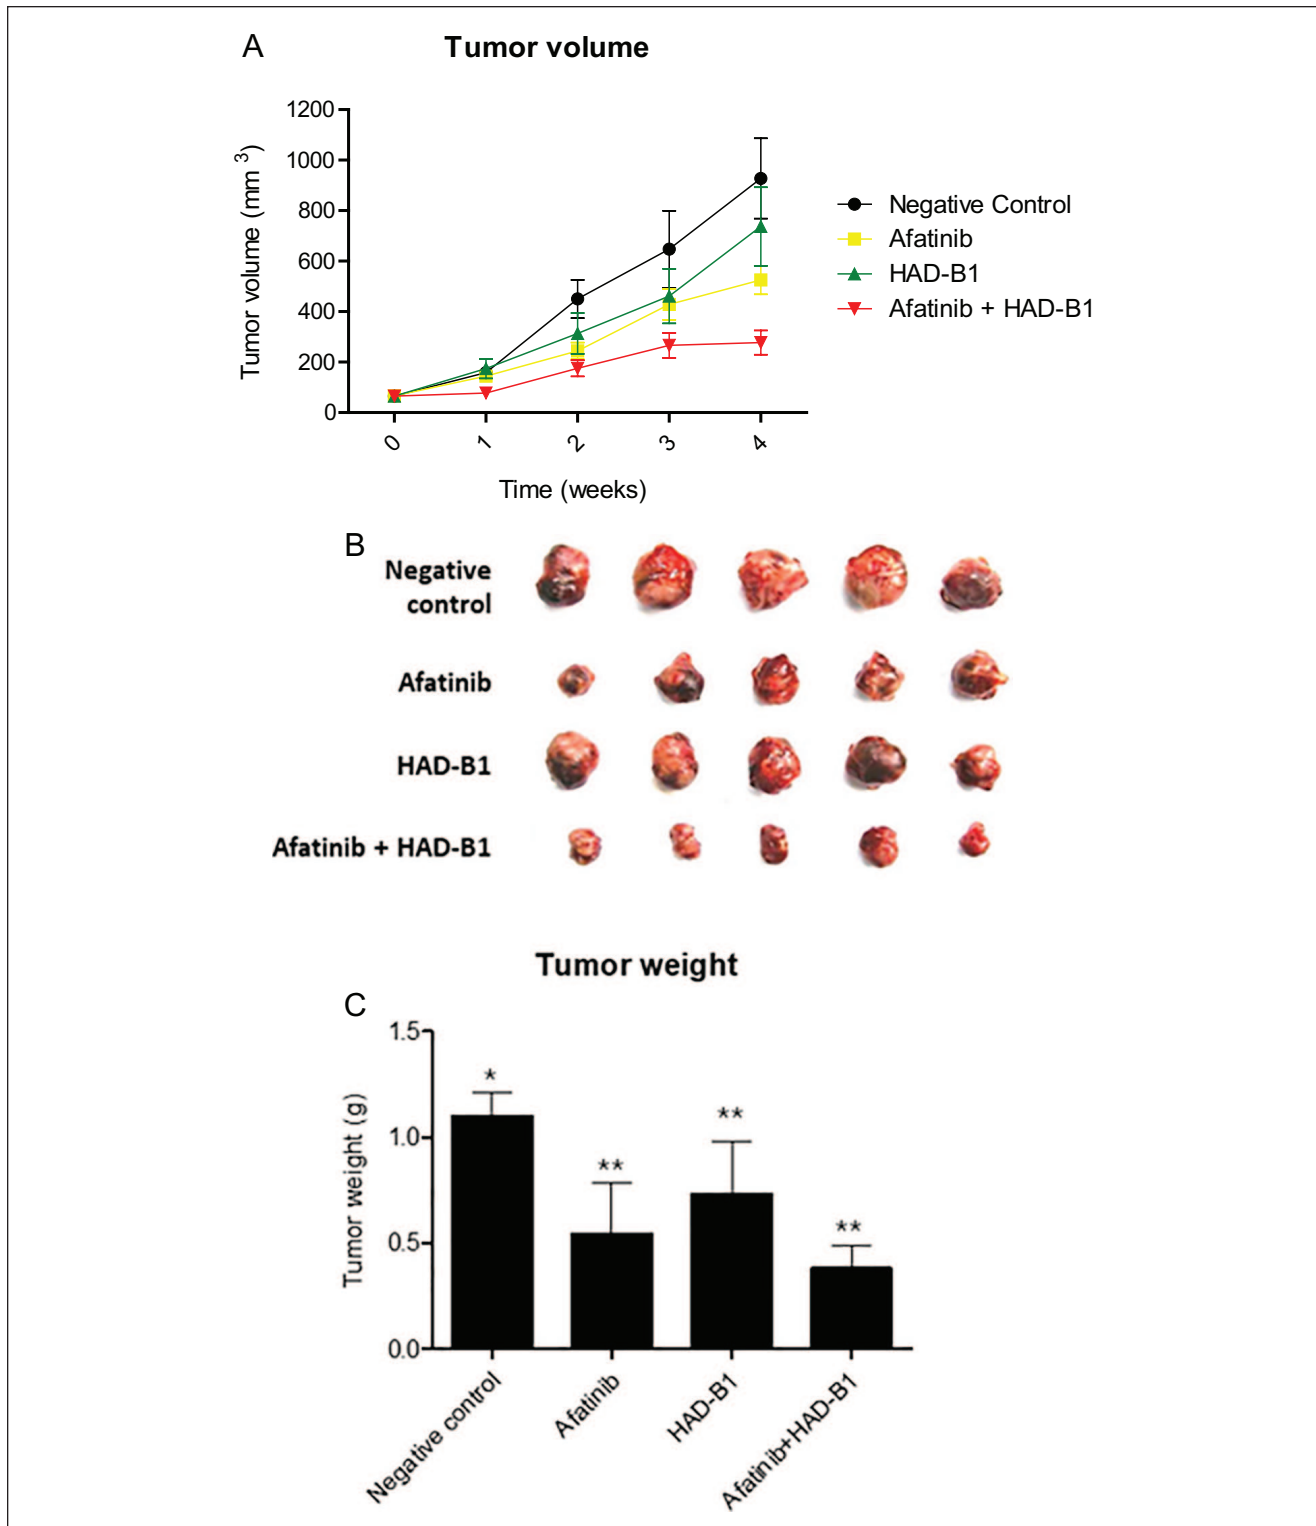 A
Tumor volume
Tumor volume (mm 3)
1200
1000
800
600
400
200
0
0 1 2 3 4
Time (weeks)
Negative Control
Afatinib
HAD-B1
Afatinib + HAD-B1
B
Negative
control
Afatinib
HAD-B1
Afatinib + HAD-B1
Tumor weight
C
Tumor weight (g)
1.5
1.0
0.5
0.0
*
**
**
**
Negative control
Afatinib
HAD-B1
Afatinib+HAD-B1